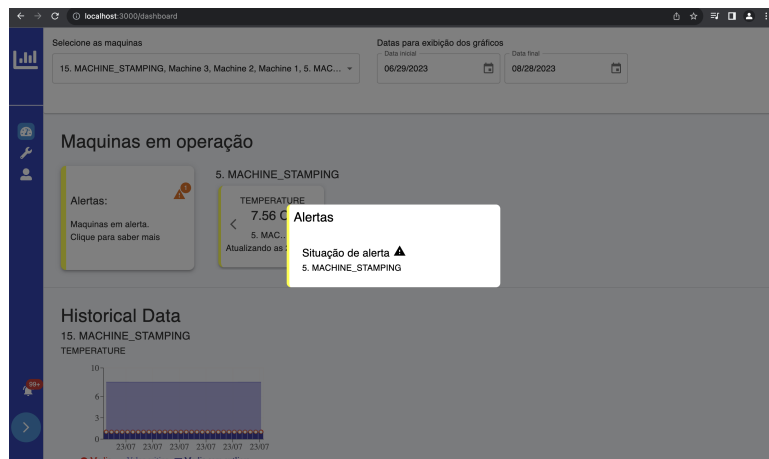 localhost:3000/dashboard
Selecione as maquinas
15. MACHINE_STAMPING, Machine 3, Machine 2, Machine 1, 5. MAC...
Datas para exibição dos gráficos
Data inicial
06/29/2023
Data final
08/28/2023
Maquinas em operação
Alertas:
Maquinas em alerta.
Clique para saber mais
5. MACHINE_STAMPING
TEMPERATURE
7.56 C
5. MAC...
Atualizando as
Alertas
Situação de alerta
5. MACHINE_STAMPING
Historical Data
15. MACHINE_STAMPING
TEMPERATURE
10
6
3
0
23/07 23/07 23/07 23/07 23/07 23/07
99+